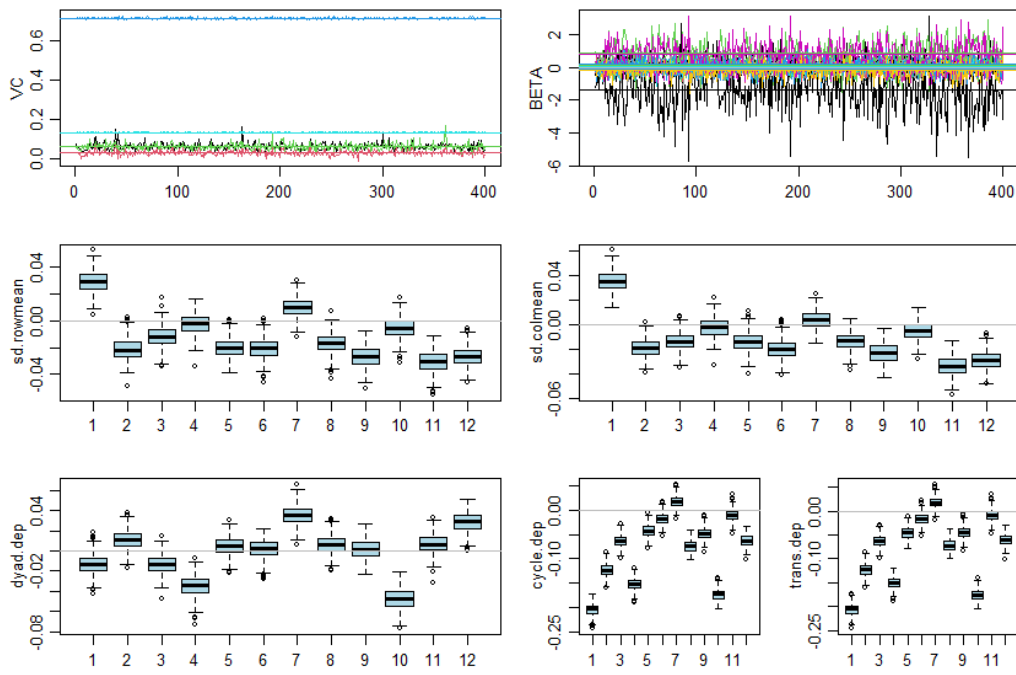 VC
0.0 0.2 0.4 0.6
0 100 200 300 400
BETA
-6 -4 -2 0 2
0 100 200 300 400
sd.rowmean
-0.04 0.00 0.04
1 2 3 4 5 6 7 8 9 10 11 12
sd.colmean
-0.06 0.00 0.04
1 2 3 4 5 6 7 8 9 10 11 12
dyad.dep
-0.08 -0.02 0.04
1 2 3 4 5 6 7 8 9 10 11 12
cycle.dep
-0.25 -0.10 0.00
1 3 5 7 9 11
trans.dep
-0.25 -0.10 0.00
1 3 5 7 9 11